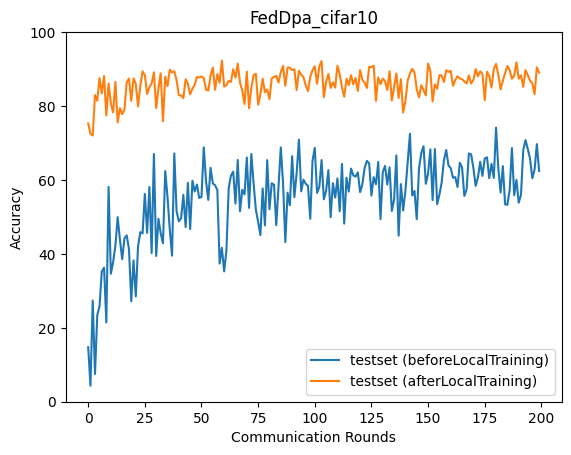 FedDpa_cifar10
100
80
60
40
20
0
Accuracy
0 25 50 75 100 125 150 175 200
Communication Rounds
testset (beforeLocalTraining)
testset (afterLocalTraining)